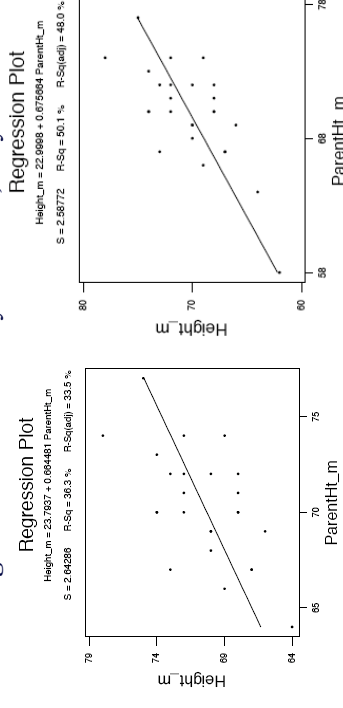 Regression Plot
Height_m = 23.7937 + 0.664481 ParentHt_m
S = 2.64286 R-Sq = 36.3 % R-Sq(adj) = 33.5 %
79
74
69
64
Height_m
65 70 75
ParentHt_m
Regression Plot
Height_m = 22.9998 + 0.675664 ParentHt_m
S = 2.58772 R-Sq = 50.1 % R-Sq(adj) = 48.0 %
80
70
60
Height_m
58 68 78
ParentHt_m